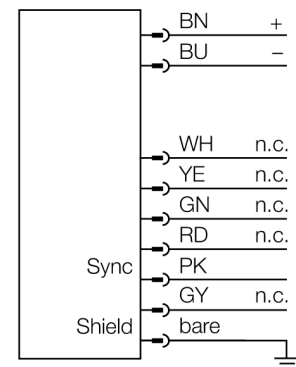 BN +
BU –
WH n.c.
YE n.c.
GN n.c.
RD n.c.
Sync PK
GY n.c.
Shield bare